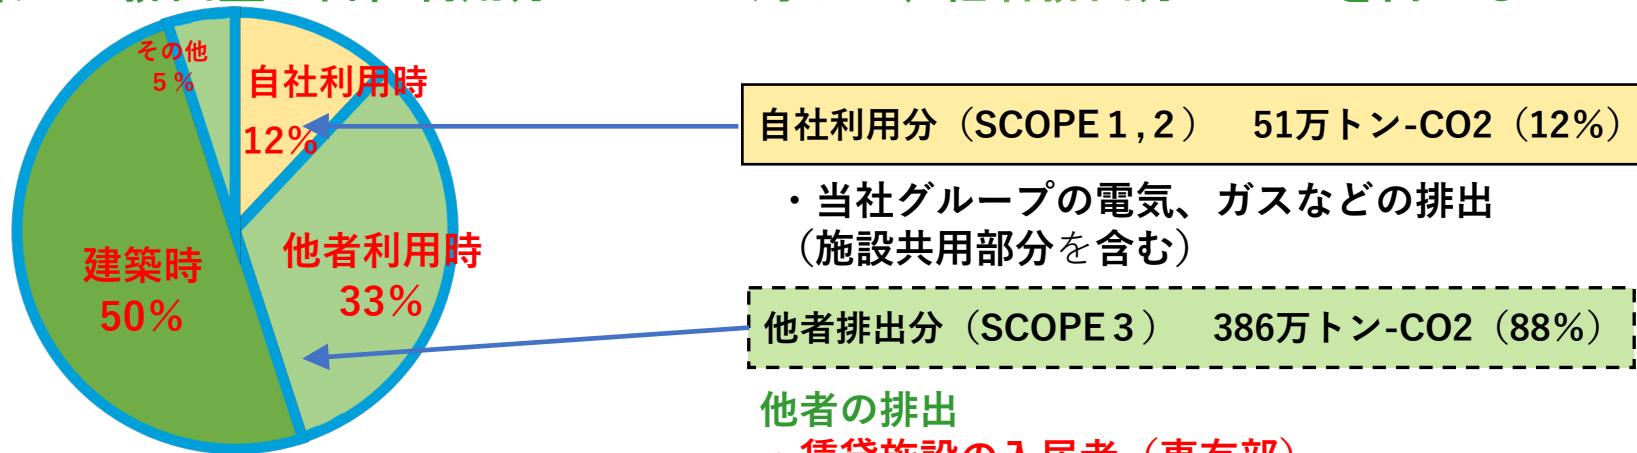 その他
5%
自社利用時
12%
他者利用時
33%
建築時
50%
自社利用分（SCOPE1,2） 51万トン-CO2（12%）
・当社グループの電気、ガスなどの排出
（施設共用部分を含む）
他者排出分（SCOPE3） 386万トン-CO2（88%）
他者の排出